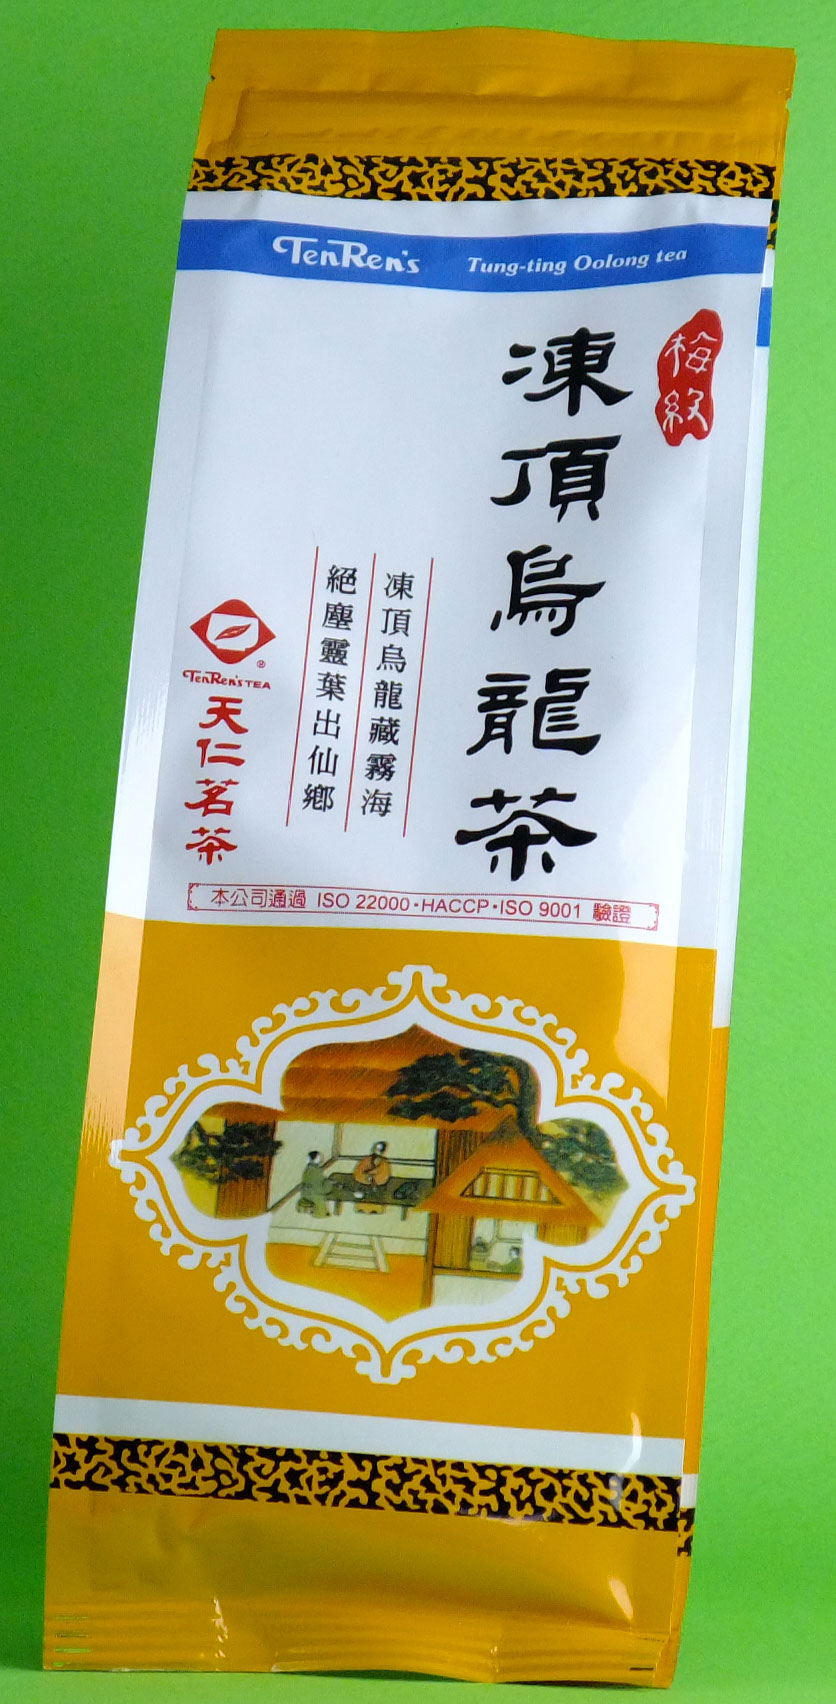 TenRen's Tung-ting Oolong tea
梅級
凍頂烏龍茶
凍頂烏龍藏霧海
絕塵靈葉出仙鄉
®
TenRen's TEA
天仁茗茶
本公司通過 ISO 22000・HACCP・ISO 9001 驗證